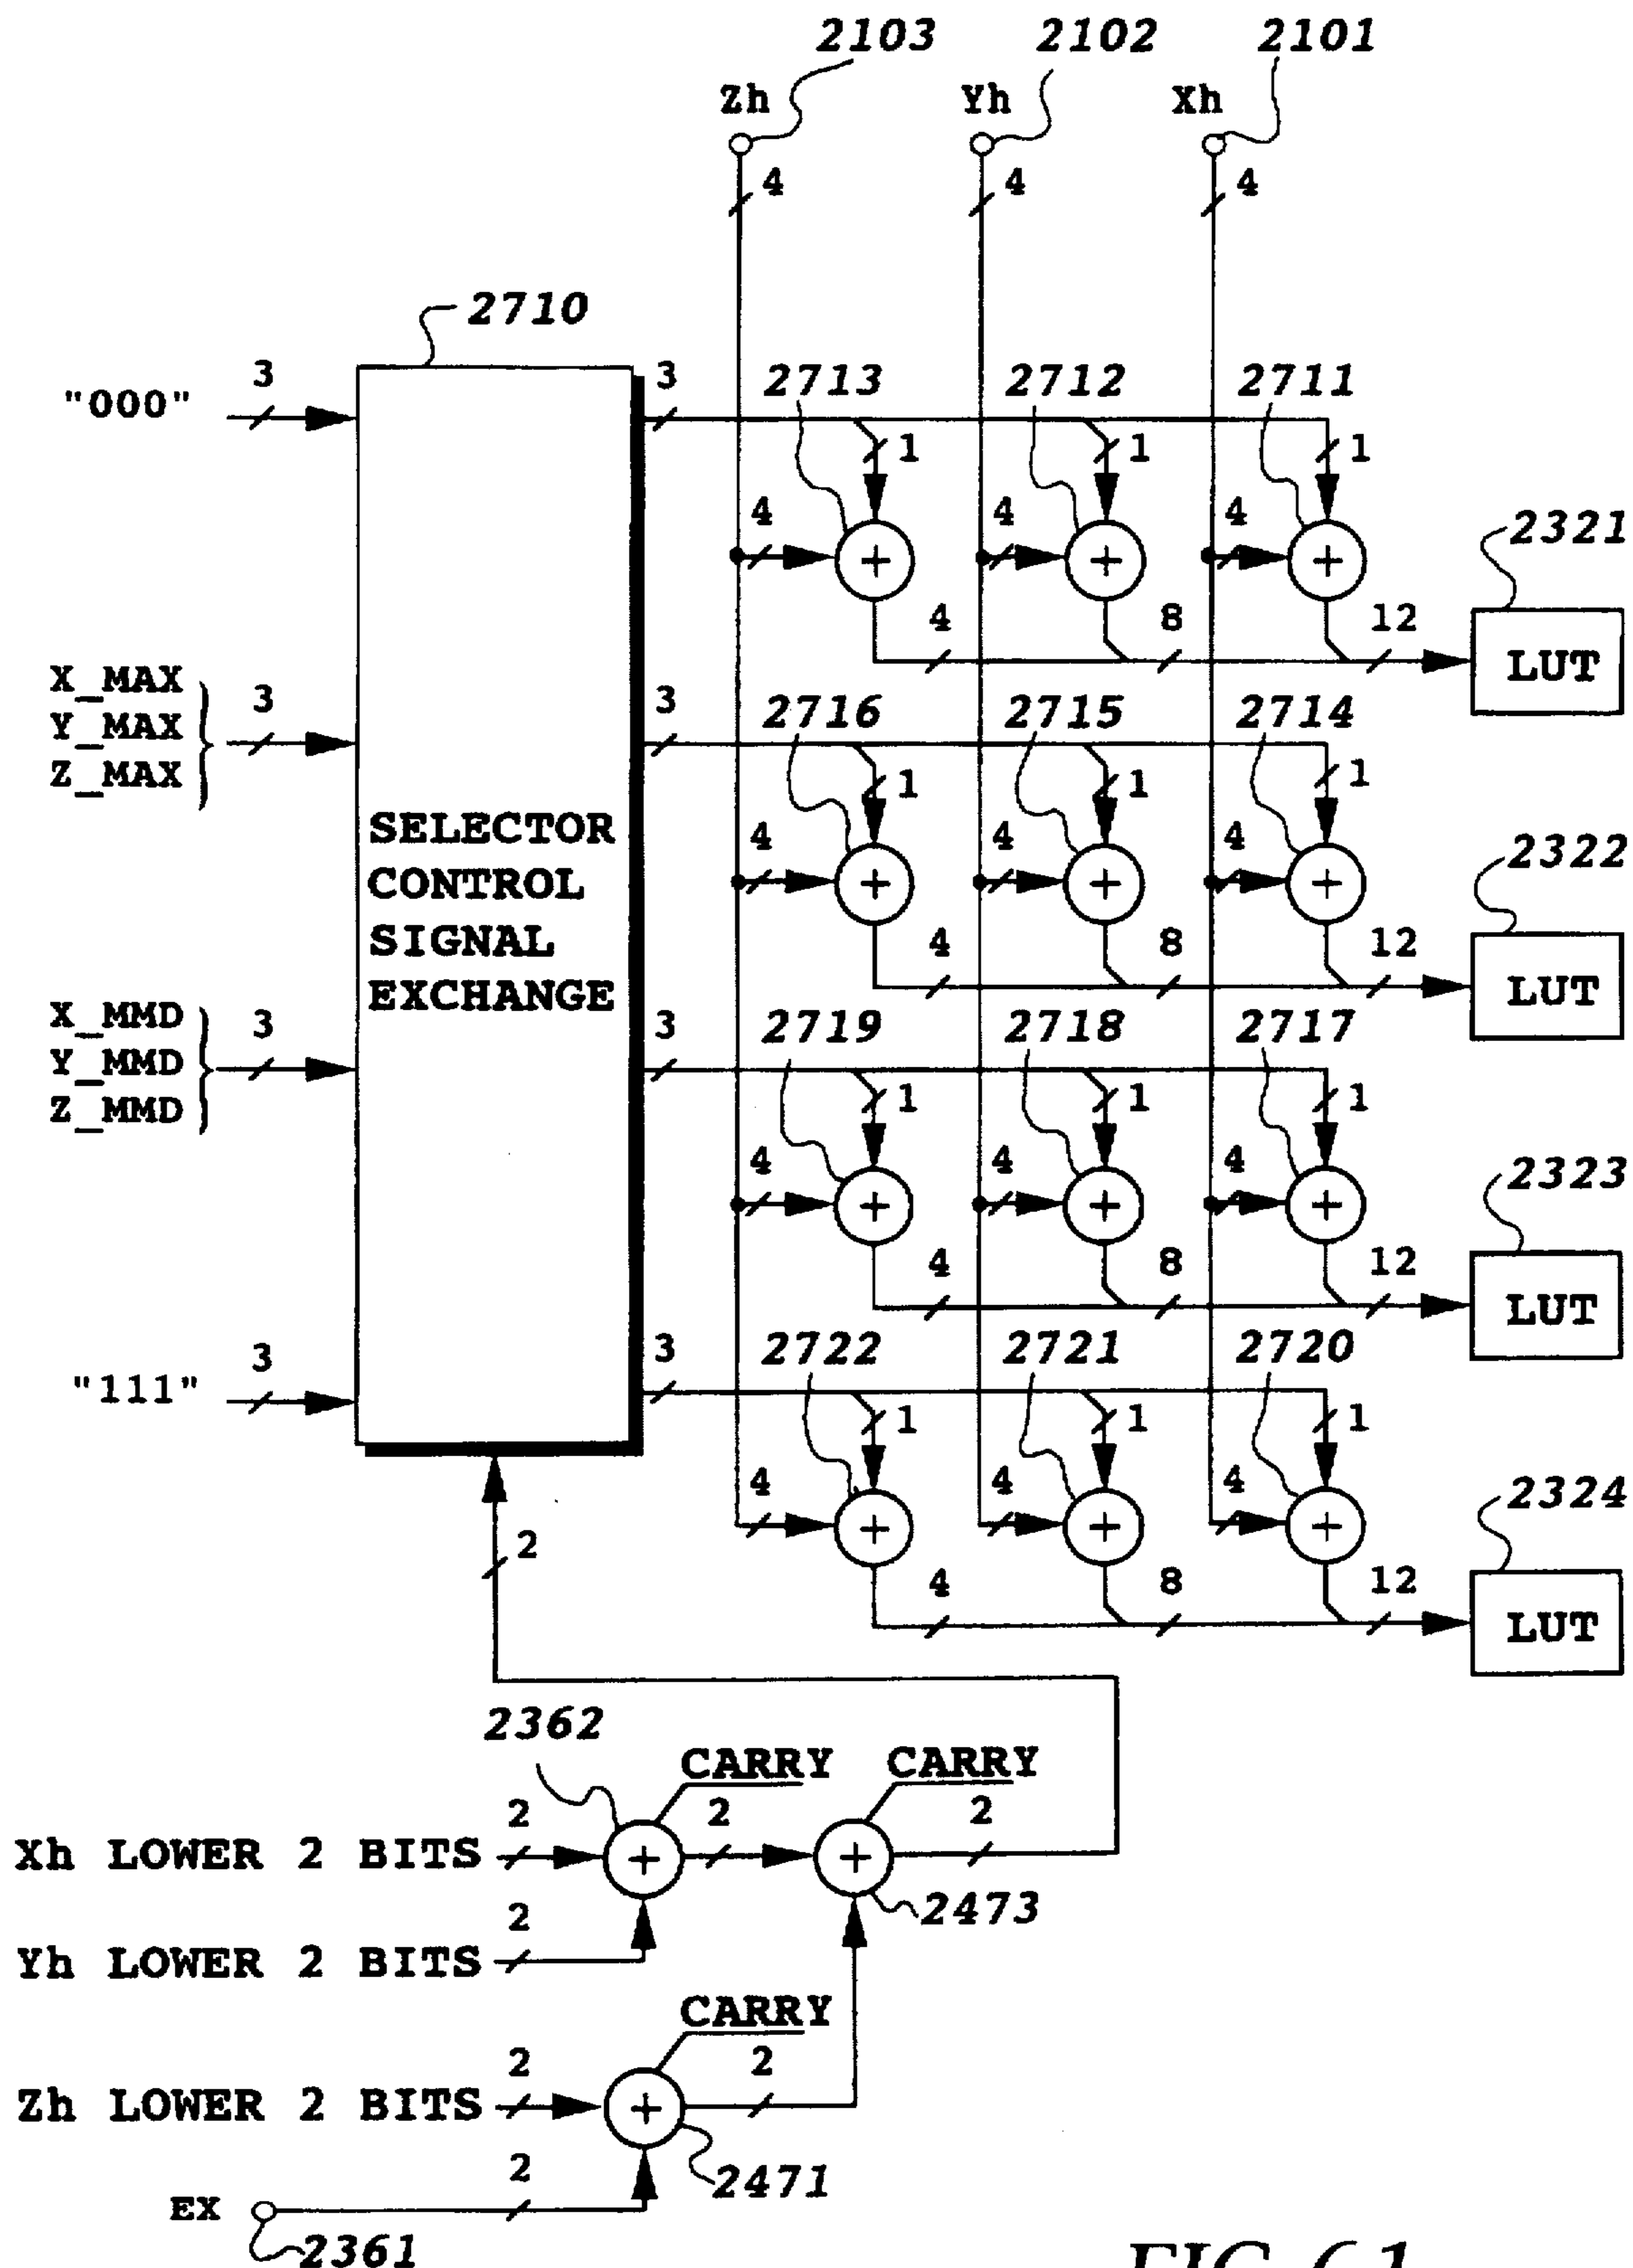 2103 2102 2101
Zh Yh Xh
4 4 4
2710
"000" 3 3 2713 2712 2711
1 1 1
4 4 4 2321
+ + +
4 8 12 LUT
X_MAX
Y_MAX 3 3 2716 2715 2714
Z_MAX
1 1 1
4 4 4 2322
+ + +
4 8 12 LUT
SELECTOR
CONTROL
SIGNAL
EXCHANGE
X_MMD
Y_MMD 3 3 2719 2718 2717
Z_MMD
1 1 1
4 4 4 2323
+ + +
4 8 12 LUT
"111" 3 3 2722 2721 2720
1 1 1
4 4 4 2324
+ + +
4 8 12 LUT
2
2362
CARRY CARRY
Xh LOWER 2 BITS 2 + 2 + 2
2473
Yh LOWER 2 BITS 2
CARRY
Zh LOWER 2 BITS 2 + 2
2471
EX 2
2361